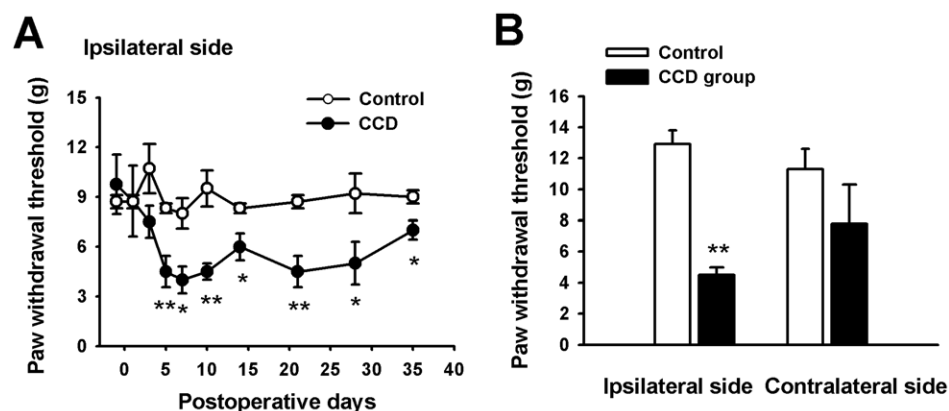 A
Ipsilateral side
Paw withdrawal threshold (g)
15
12
9
6
3
0
Control
CCD
** * ** * ** * *
0 5 10 15 20 25 30 35 40
Postoperative days
B
Control
CCD group
Paw withdrawal threshold (g)
16
14
12
10
8
6
4
2
0
**
Ipsilateral side Contralateral side